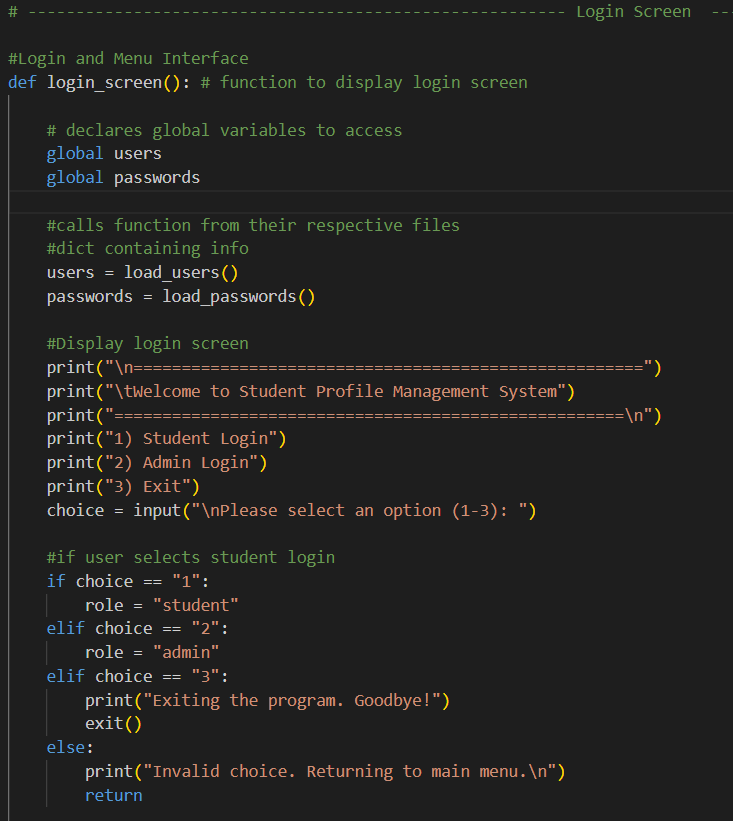 # -------------------------------------------------------- Login Screen  --
#Login and Menu Interface
def login_screen(): # function to display login screen
    # declares global variables to access
    global users
    global passwords
    #calls function from their respective files
    #dict containing info
    users = load_users()
    passwords = load_passwords()
    #Display login screen
    print("\n=====================================================")
    print("\tWelcome to Student Profile Management System")
    print("=====================================================\n")
    print("1) Student Login")
    print("2) Admin Login")
    print("3) Exit")
    choice = input("\nPlease select an option (1-3): ")
    #if user selects student login
    if choice == "1":
        role = "student"
    elif choice == "2":
        role = "admin"
    elif choice == "3":
        print("Exiting the program. Goodbye!")
        exit()
    else:
        print("Invalid choice. Returning to main menu.\n")
        return